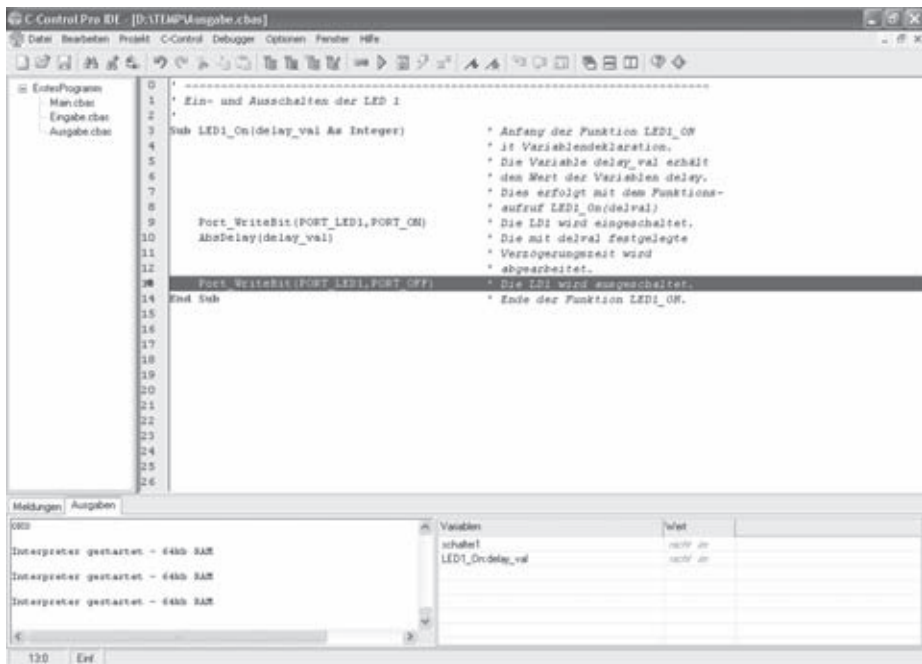 C-Control Pro IDE - [D:\TEMP\Ausgabe.cbas]
Datei Bearbeiten Projekt C-Control Debugger Optionen Fenster Hilfe
ErstesProgramm
Main.cbas
Eingabe.cbas
Ausgabe.cbas
0 ' ------------------------------------------------------------
1 ' Ein- und Ausschalten der LED 1
2 '
3 Sub LED1_On(delay_val As Integer) ' Anfang der Funktion LED1_ON
4 ' it Variablendeklaration.
5 ' Die Variable delay_val erhält
6 ' den Wert der Variablen delay.
7 ' Dies erfolgt mit dem Funktions-
8 ' aufruf LED1_On(delval)
9 Port_WriteBit(PORT_LED1,PORT_ON) ' Die LD1 wird eingeschaltet.
10 AbsDelay(delay_val) ' Die mit delval festgelegte
11 ' Verzögerungszeit wird
12 ' abgearbeitet.
13 Port_WriteBit(PORT_LED1,PORT_OFF) ' Die LD1 wird ausgeschaltet.
14 End Sub ' Ende der Funktion LED1_ON.
15
16
17
18
19
20
21
22
23
24
25
26
Meldungen Ausgaben
Interpreter gestartet - 64kb RAM
Interpreter gestartet - 64kb RAM
Interpreter gestartet - 64kb RAM
Variablen Wert
schalter1 nicht
LED1_On:delay_val nicht
13:0 Einf